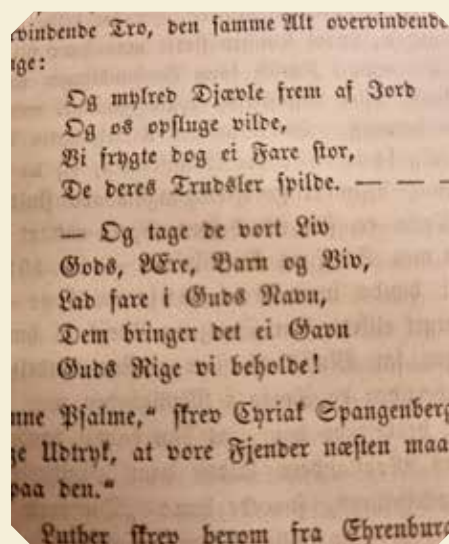 vindende Tro, den samme Alt overvindende
ge:
Og mylred Djævle frem af Jord
Og os opsluge vilde,
Vi frygte dog ei Fare stor,
De deres Trudsler spilde. — — —
— Og tage de vort Liv
Gods, Ære, Barn og Viv,
Lad fare i Guds Navn,
Dem bringer det ei Gavn
Guds Rige vi beholde!
nne Psalme,“ skrev Cyriak Spangenberg
ge Udtryk, at vore Fjender næsten maa
paa den.“
Luther skrev herom fra Ehrenburg